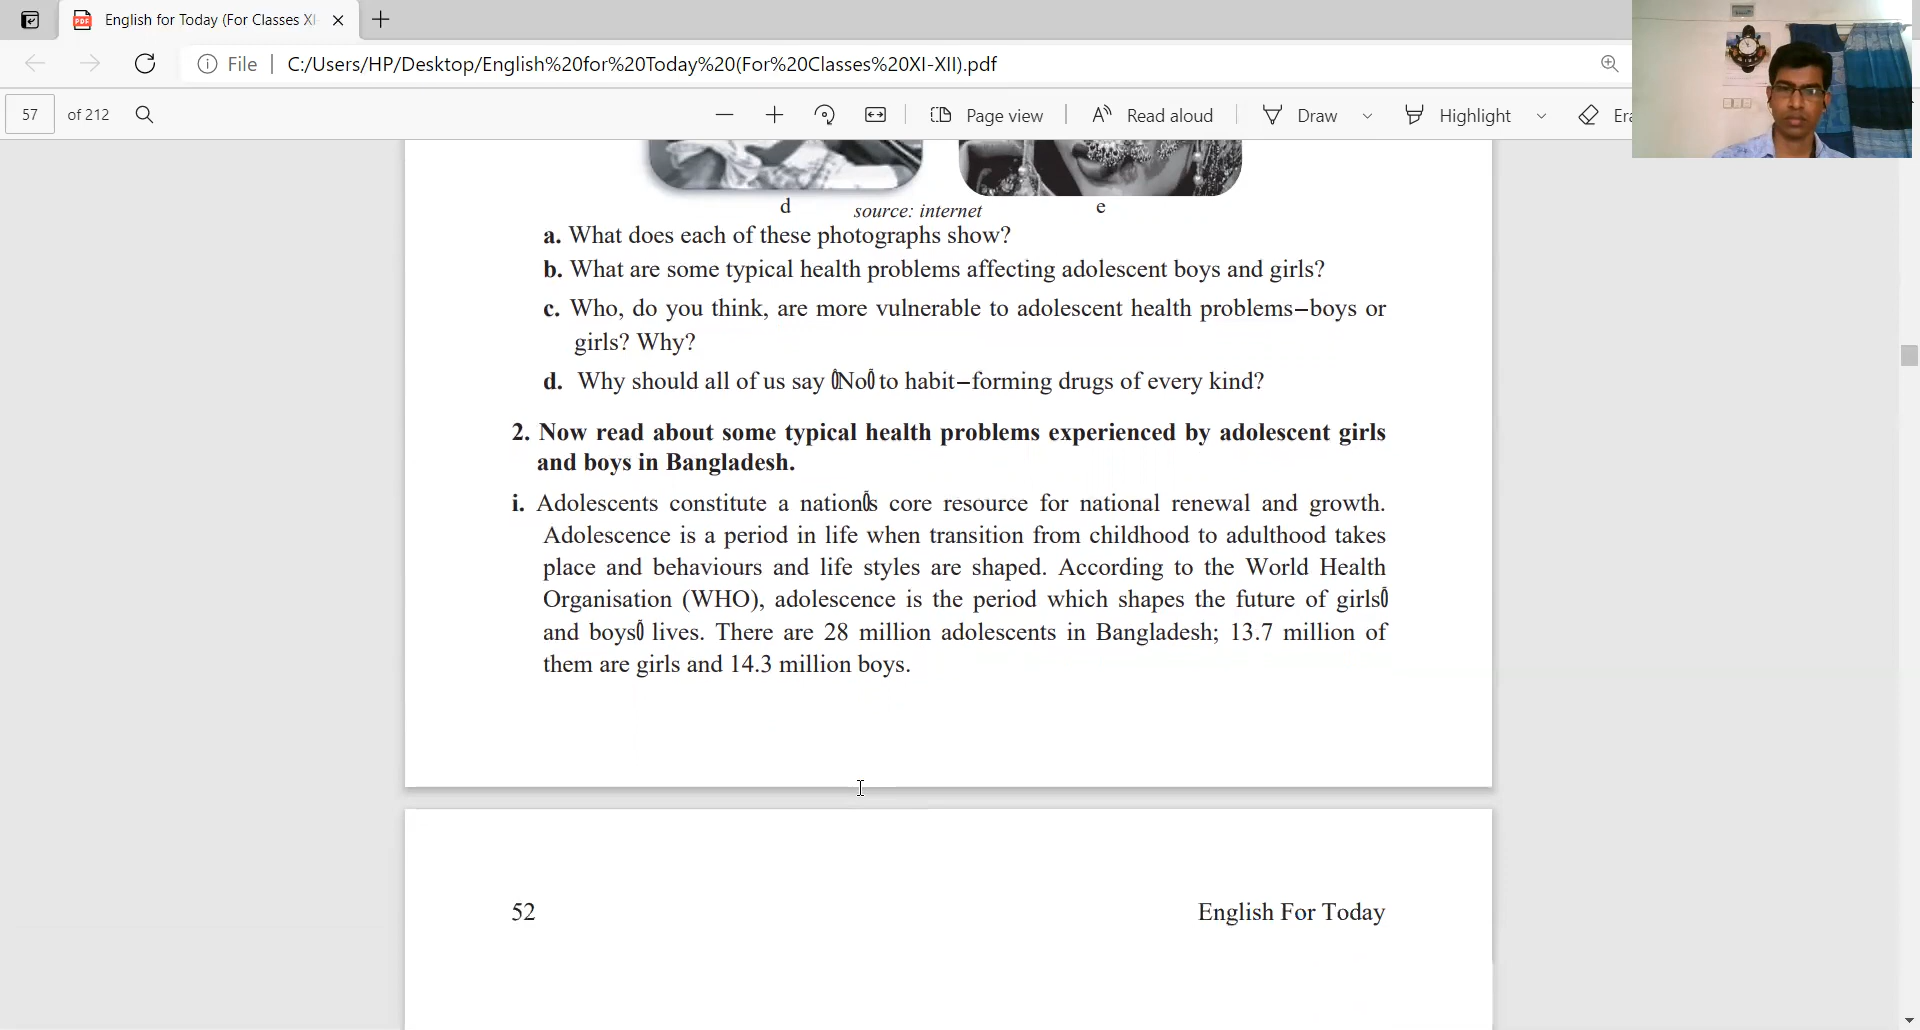 English for Today (For Classes XI-
File
C:/Users/HP/Desktop/English%20for%20Today%20(For%20Classes%20XI-XII).pdf
57 of 212
Page view
Read aloud
Draw
Highlight
d source: internet e
a. What does each of these photographs show?
b. What are some typical health problems affecting adolescent boys and girls?
c. Who, do you think, are more vulnerable to adolescent health problems–boys or
girls? Why?
d. Why should all of us say ÔNoÕ to habit–forming drugs of every kind?
2. Now read about some typical health problems experienced by adolescent girls
and boys in Bangladesh.
i. Adolescents constitute a nationÕs core resource for national renewal and growth.
Adolescence is a period in life when transition from childhood to adulthood takes
place and behaviours and life styles are shaped. According to the World Health
Organisation (WHO), adolescence is the period which shapes the future of girlsÕ
and boysÕ lives. There are 28 million adolescents in Bangladesh; 13.7 million of
them are girls and 14.3 million boys.
52
English For Today